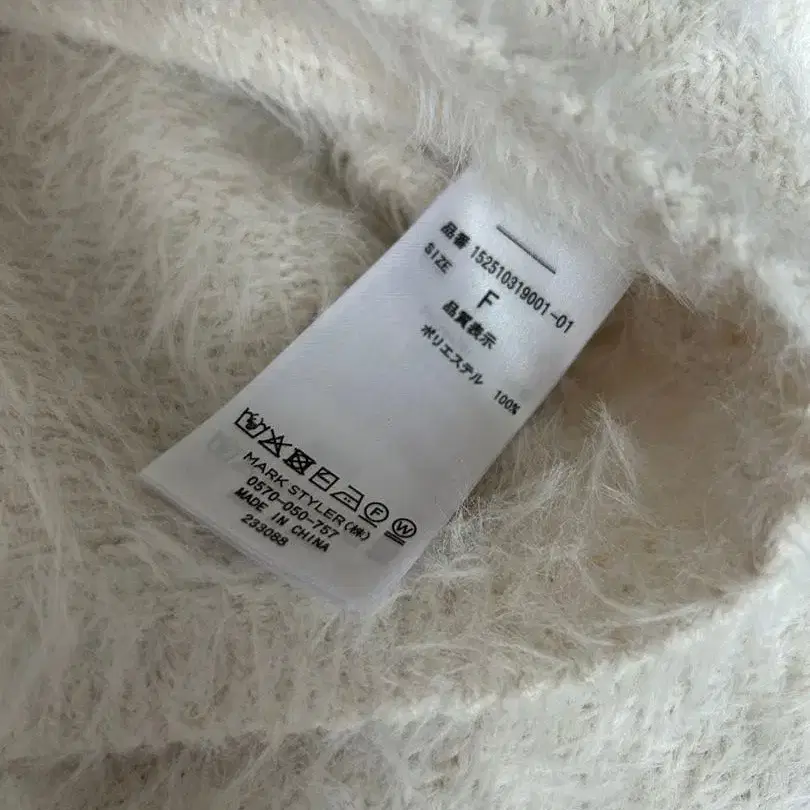 品番 152510319001-01
SIZE
F
品質表示
ポリエステル 100%
F W
MARK STYLER(株)
0570-050-757
MADE IN CHINA
233088